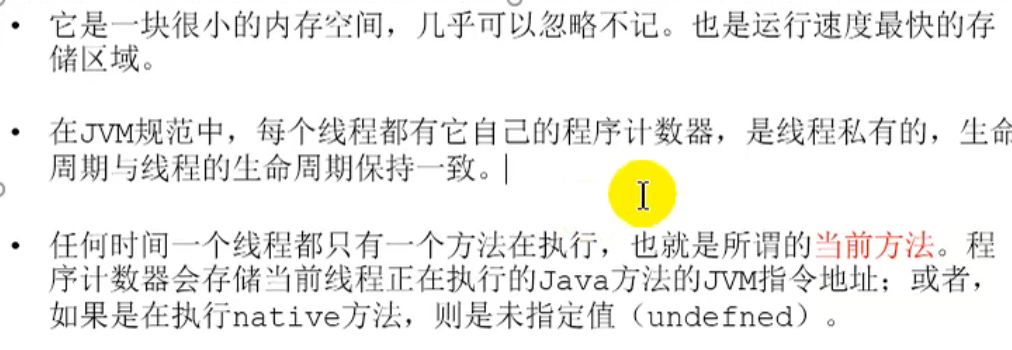 • 它是一块很小的内存空间，几乎可以忽略不记。也是运行速度最快的存
储区域。
• 在JVM规范中，每个线程都有它自己的程序计数器，是线程私有的，生命
周期与线程的生命周期保持一致。
• 任何时间一个线程都只有一个方法在执行，也就是所谓的当前方法。程
序计数器会存储当前线程正在执行的Java方法的JVM指令地址；或者，
如果是在执行native方法，则是未指定值（undefned）。